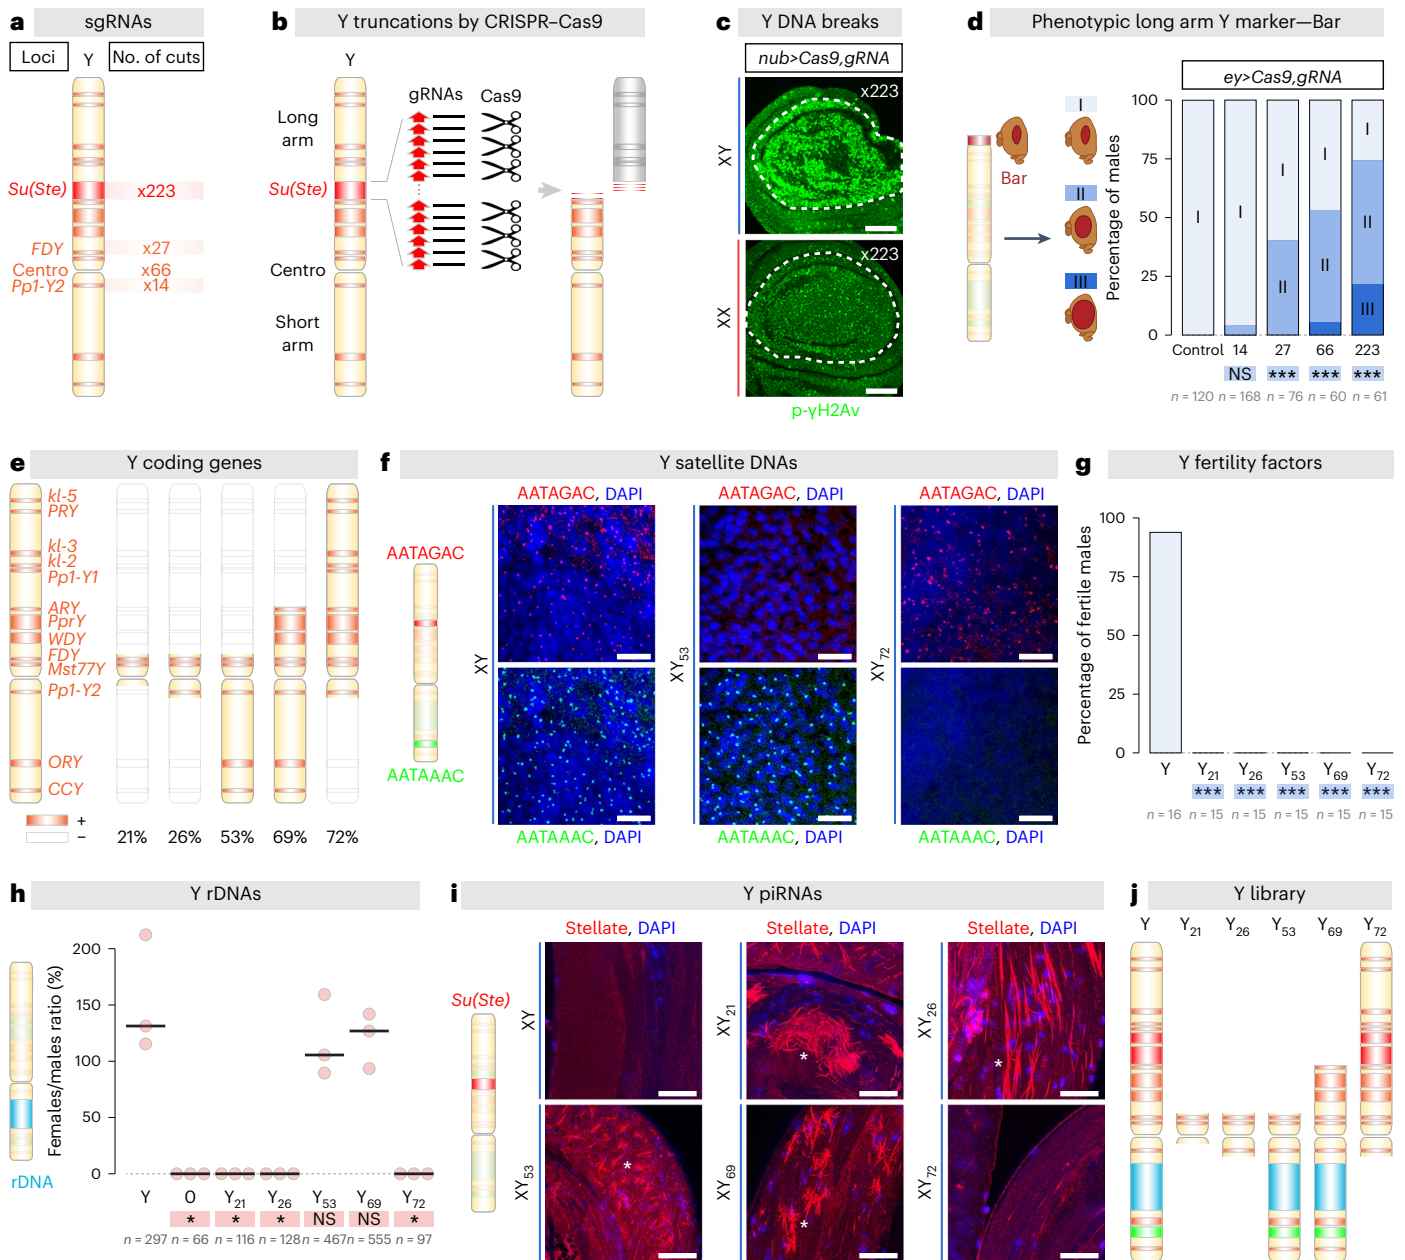 a sgRNAs
Loci Y No. of cuts
Su(Ste) x223
FDY x27
Centro x66
Pp1-Y2 x14
b Y truncations by CRISPR–Cas9
Y
gRNAs Cas9
Long
arm
Su(Ste)
Centro
Short
arm
c Y DNA breaks
nub>Cas9,gRNA
XY x223
XX x223
p-γH2Av
d Phenotypic long arm Y marker—Bar
ey>Cas9,gRNA
Bar
I
II
III
Percentage of males
100
75
50
25
0
I I I I I
II II II
III
Control 14 27 66 223
NS *** *** ***
n = 120 n = 168 n = 76 n = 60 n = 61
e Y coding genes
kl-5
PRY
kl-3
kl-2
Pp1-Y1
ARY
PprY
WDY
FDY
Mst77Y
Pp1-Y2
ORY
CCY
+
−
21% 26% 53% 69% 72%
f Y satellite DNAs
AATAGAC, DAPI AATAGAC, DAPI AATAGAC, DAPI
AATAGAC
AATAAAC
XY XY53 XY72
AATAAAC, DAPI AATAAAC, DAPI AATAAAC, DAPI
g Y fertility factors
Percentage of fertile males
100
75
50
25
0
Y Y21 Y26 Y53 Y69 Y72
*** *** *** *** ***
n = 16 n = 15 n = 15 n = 15 n = 15 n = 15
h Y rDNAs
rDNA
Females/males ratio (%)
200
150
100
50
0
Y 0 Y21 Y26 Y53 Y69 Y72
* * * NS NS *
n = 297 n = 66 n = 116 n = 128 n = 467 n = 555 n = 97
i Y piRNAs
Stellate, DAPI Stellate, DAPI Stellate, DAPI
Su(Ste)
XY XY21 XY26
* *
XY53 XY69 XY72
* *
j Y library
Y Y21 Y26 Y53 Y69 Y72